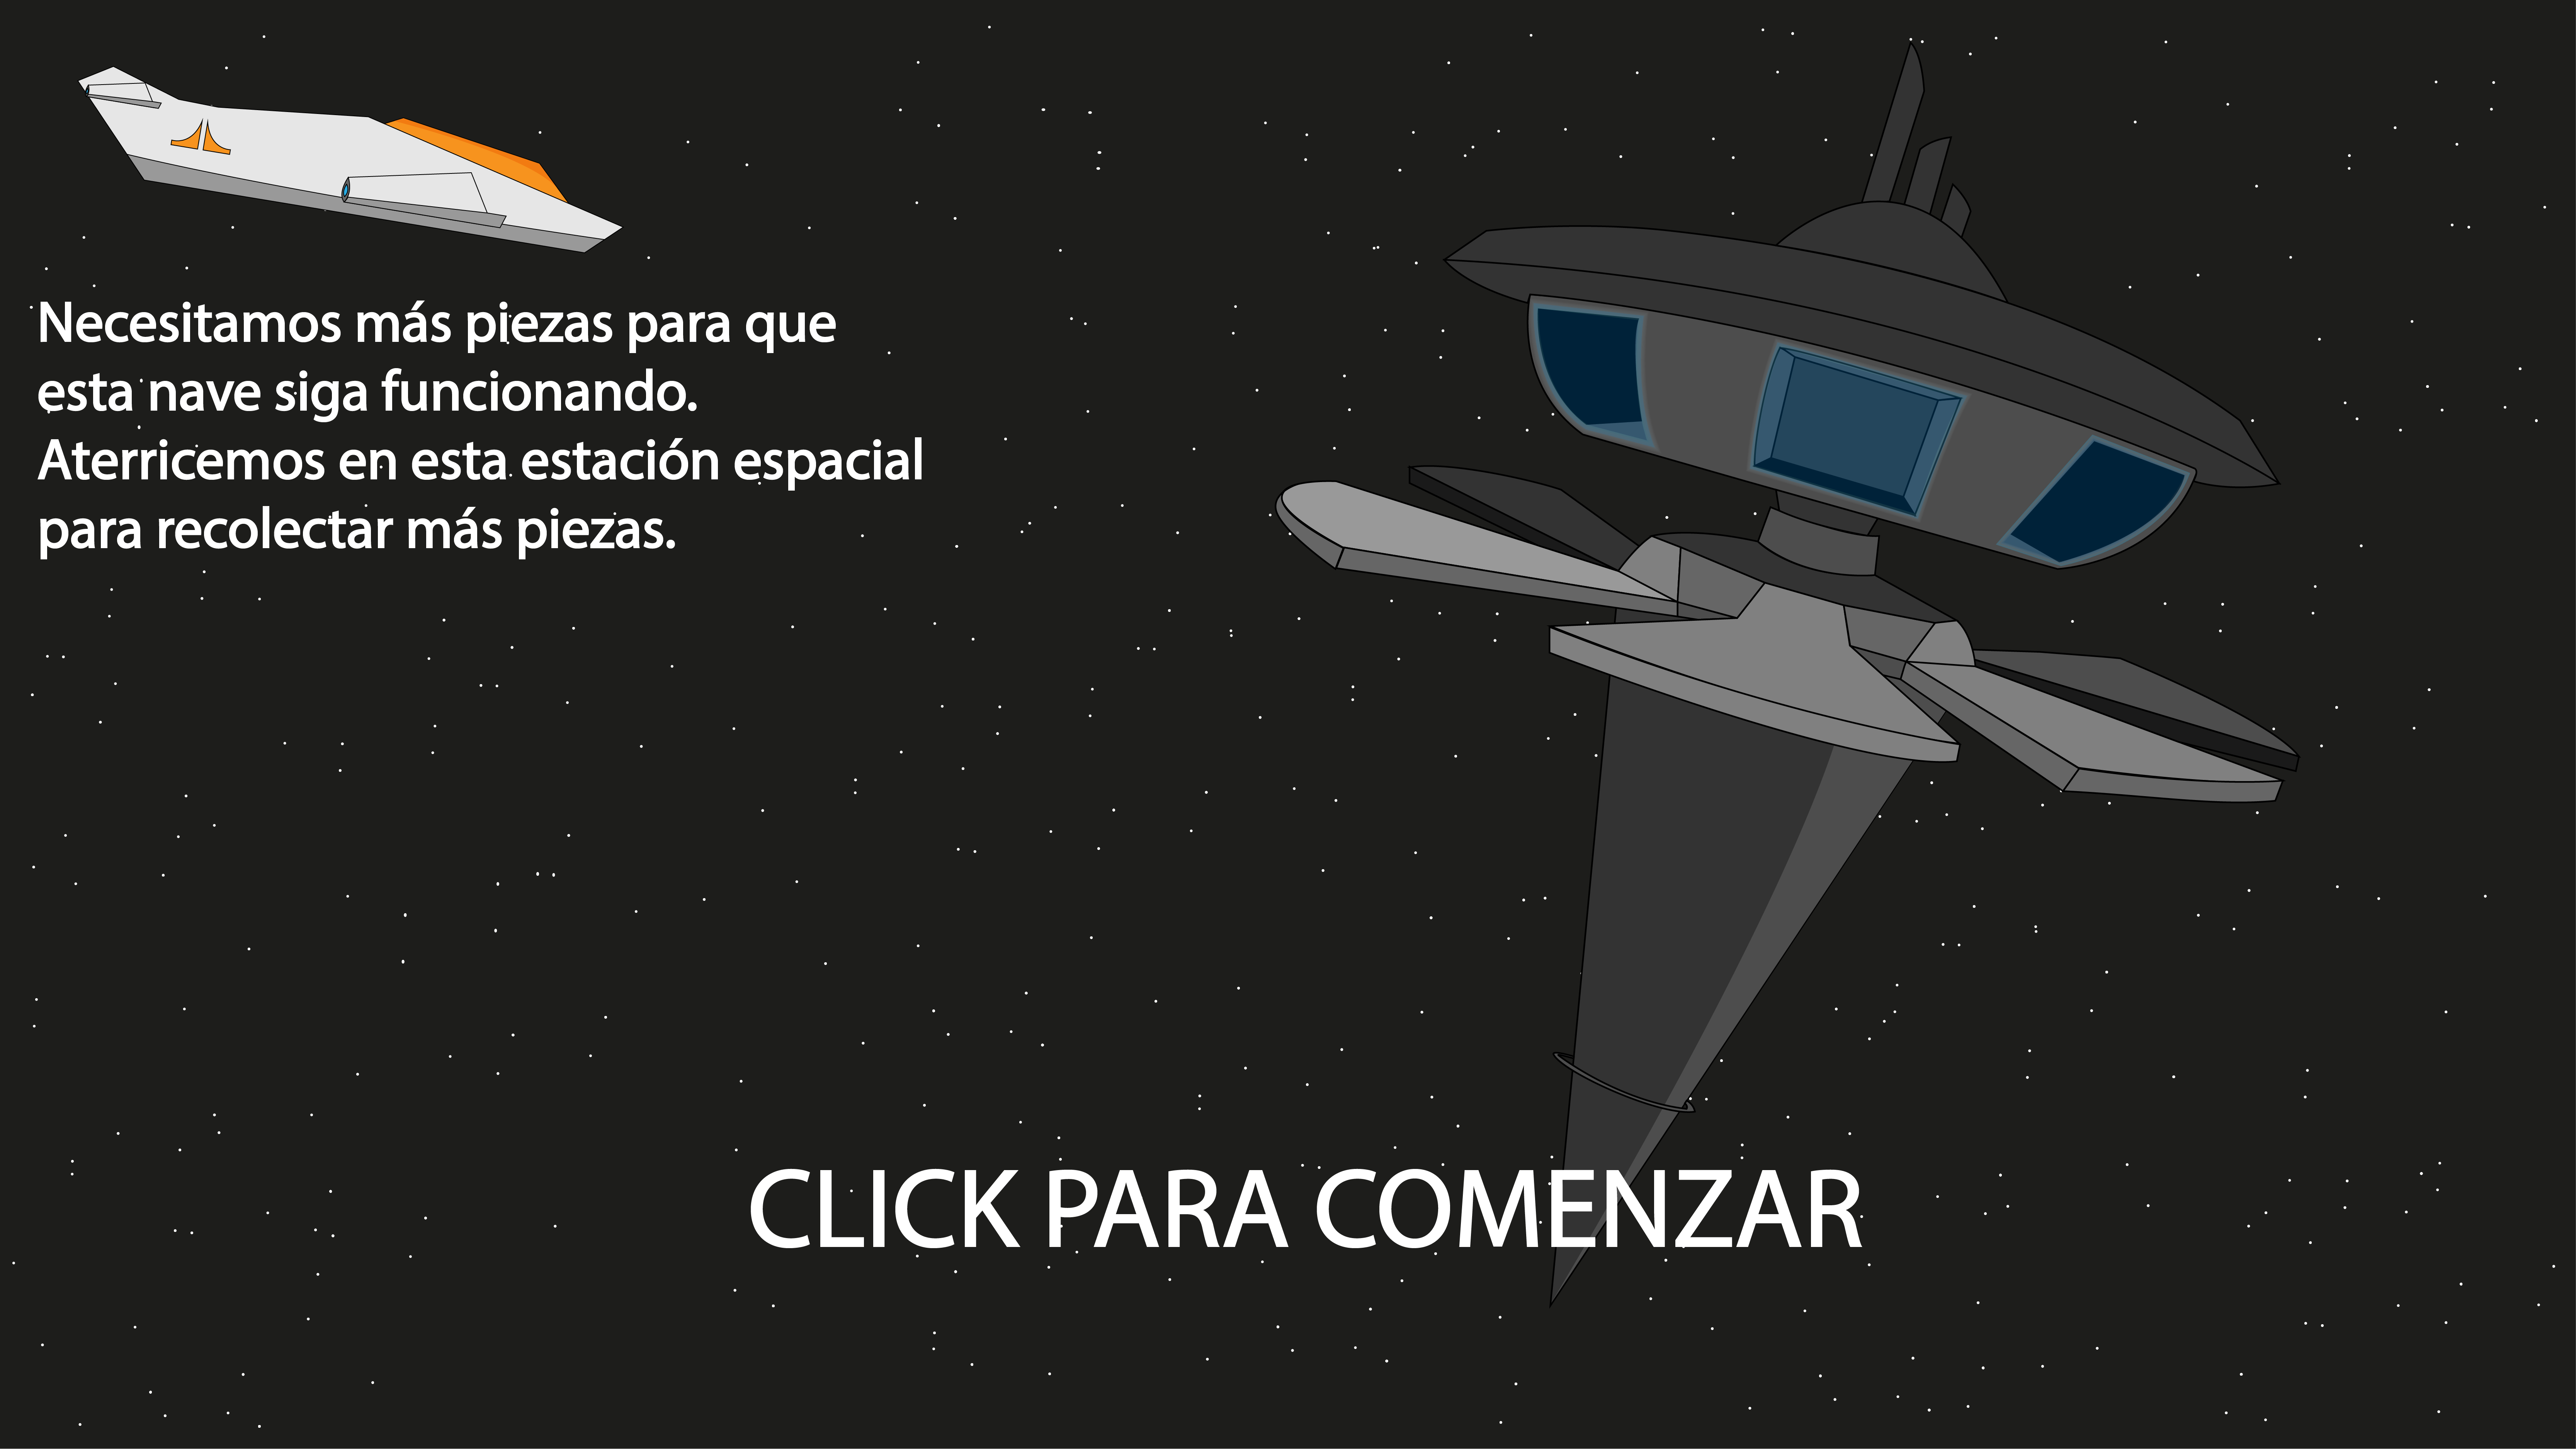 Necesitamos más piezas para que
esta nave siga funcionando.
Aterricemos en esta estación espacial
para recolectar más piezas.
CLICK PARA COMENZAR